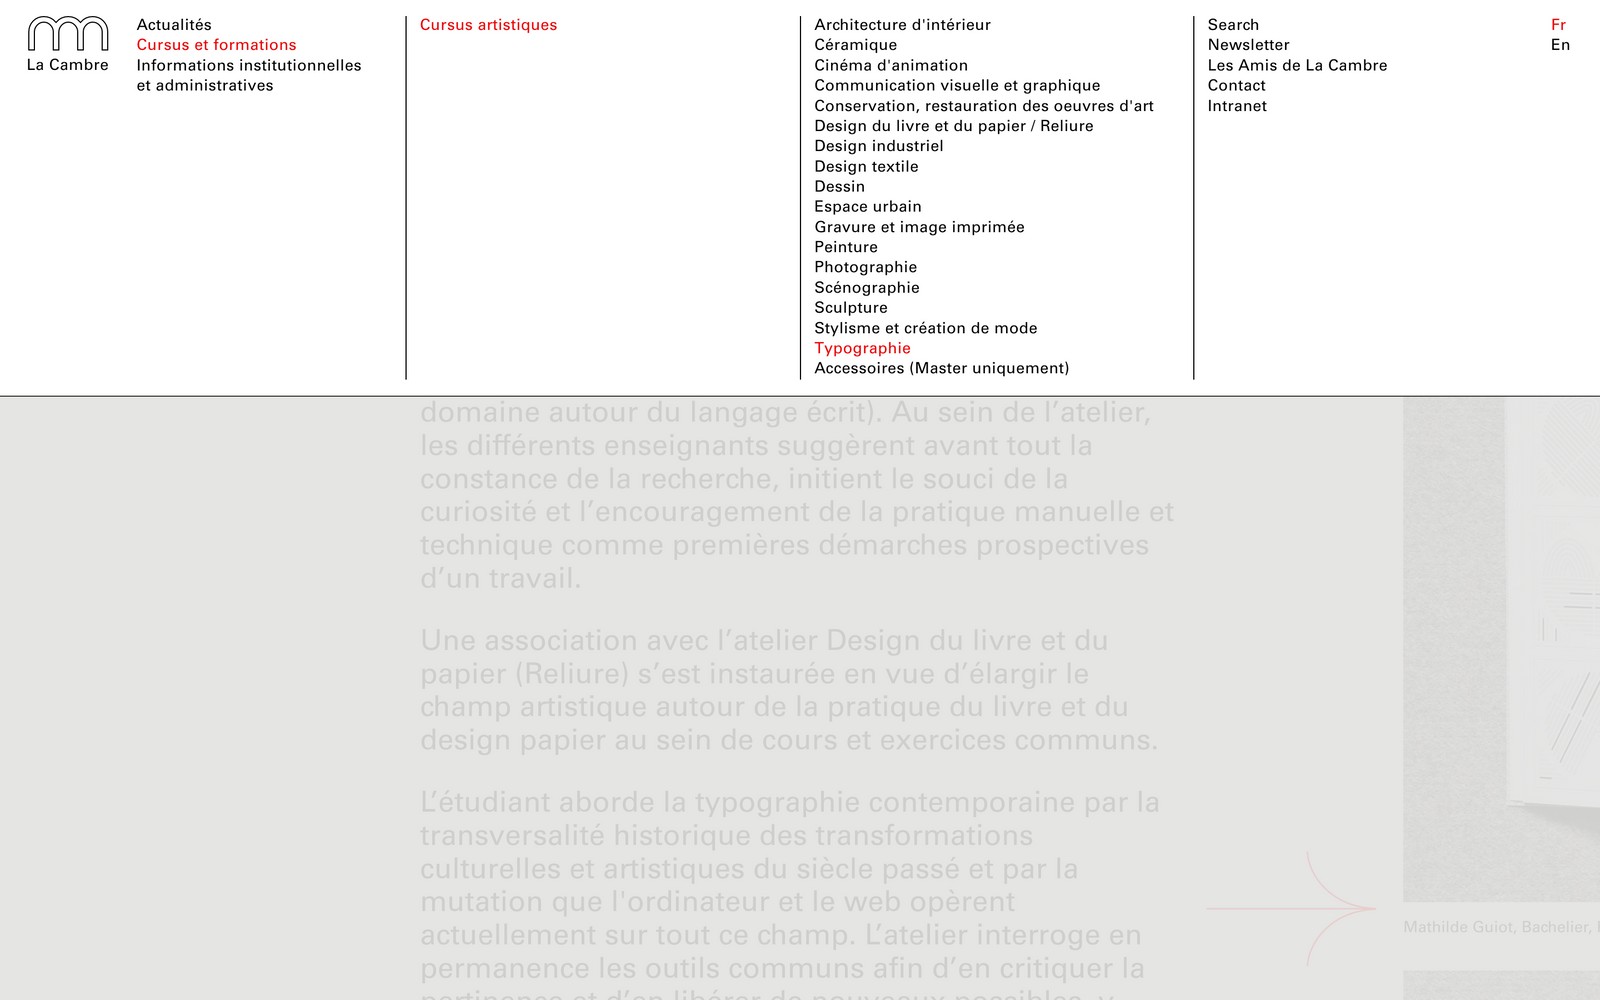 La Cambre
Actualités
Cursus et formations
Informations institutionnelles
et administratives
Cursus artistiques
Architecture d'intérieur
Céramique
Cinéma d'animation
Communication visuelle et graphique
Conservation, restauration des oeuvres d'art
Design du livre et du papier / Reliure
Design industriel
Design textile
Dessin
Espace urbain
Gravure et image imprimée
Peinture
Photographie
Scénographie
Sculpture
Stylisme et création de mode
Typographie
Accessoires (Master uniquement)
Search
Newsletter
Les Amis de La Cambre
Contact
Intranet
Fr
En
domaine autour du langage écrit). Au sein de l’atelier,
les différents enseignants suggèrent avant tout la
constance de la recherche, initient le souci de la
curiosité et l’encouragement de la pratique manuelle et
technique comme premières démarches prospectives
d’un travail.
Une association avec l’atelier Design du livre et du
papier (Reliure) s’est instaurée en vue d’élargir le
champ artistique autour de la pratique du livre et du
design papier au sein de cours et exercices communs.
L’étudiant aborde la typographie contemporaine par la
transversalité historique des transformations
culturelles et artistiques du siècle passé et par la
mutation que l'ordinateur et le web opèrent
actuellement sur tout ce champ. L’atelier interroge en
permanence les outils communs afin d’en critiquer la
pertinence et d’en libérer de nouveaux possibles, y
Mathilde Guiot, Bachelier,